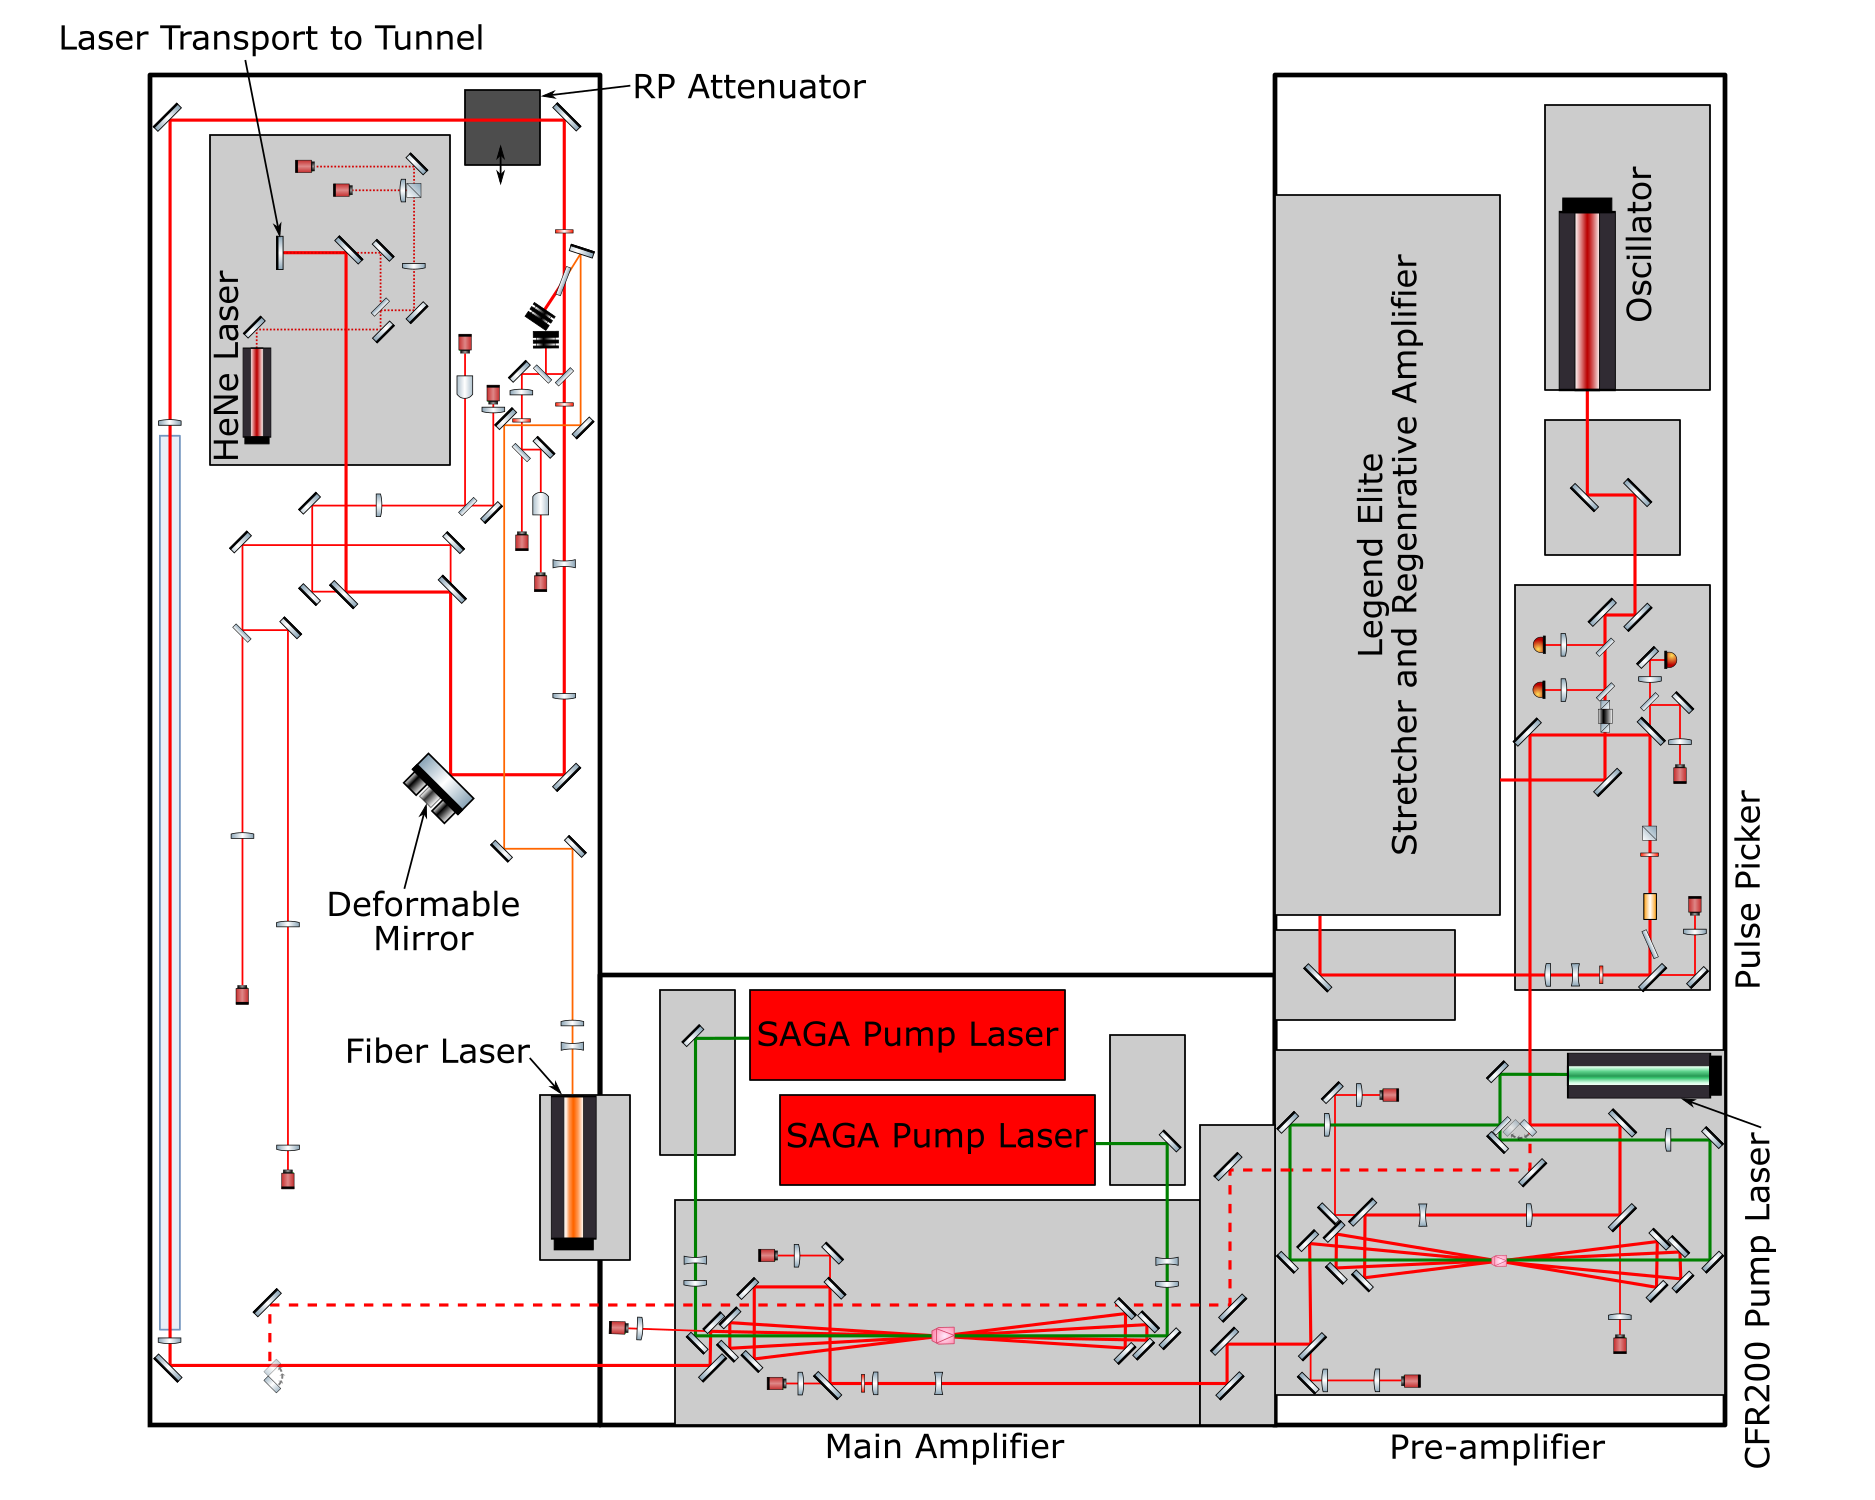 Laser Transport to Tunnel
RP Attenuator
HeNe Laser
Oscillator
Legend Elite
Stretcher and Regenrative Amplifier
Pulse Picker
Deformable
Mirror
Fiber Laser
SAGA Pump Laser
SAGA Pump Laser
CFR200 Pump Laser
Main Amplifier
Pre-amplifier